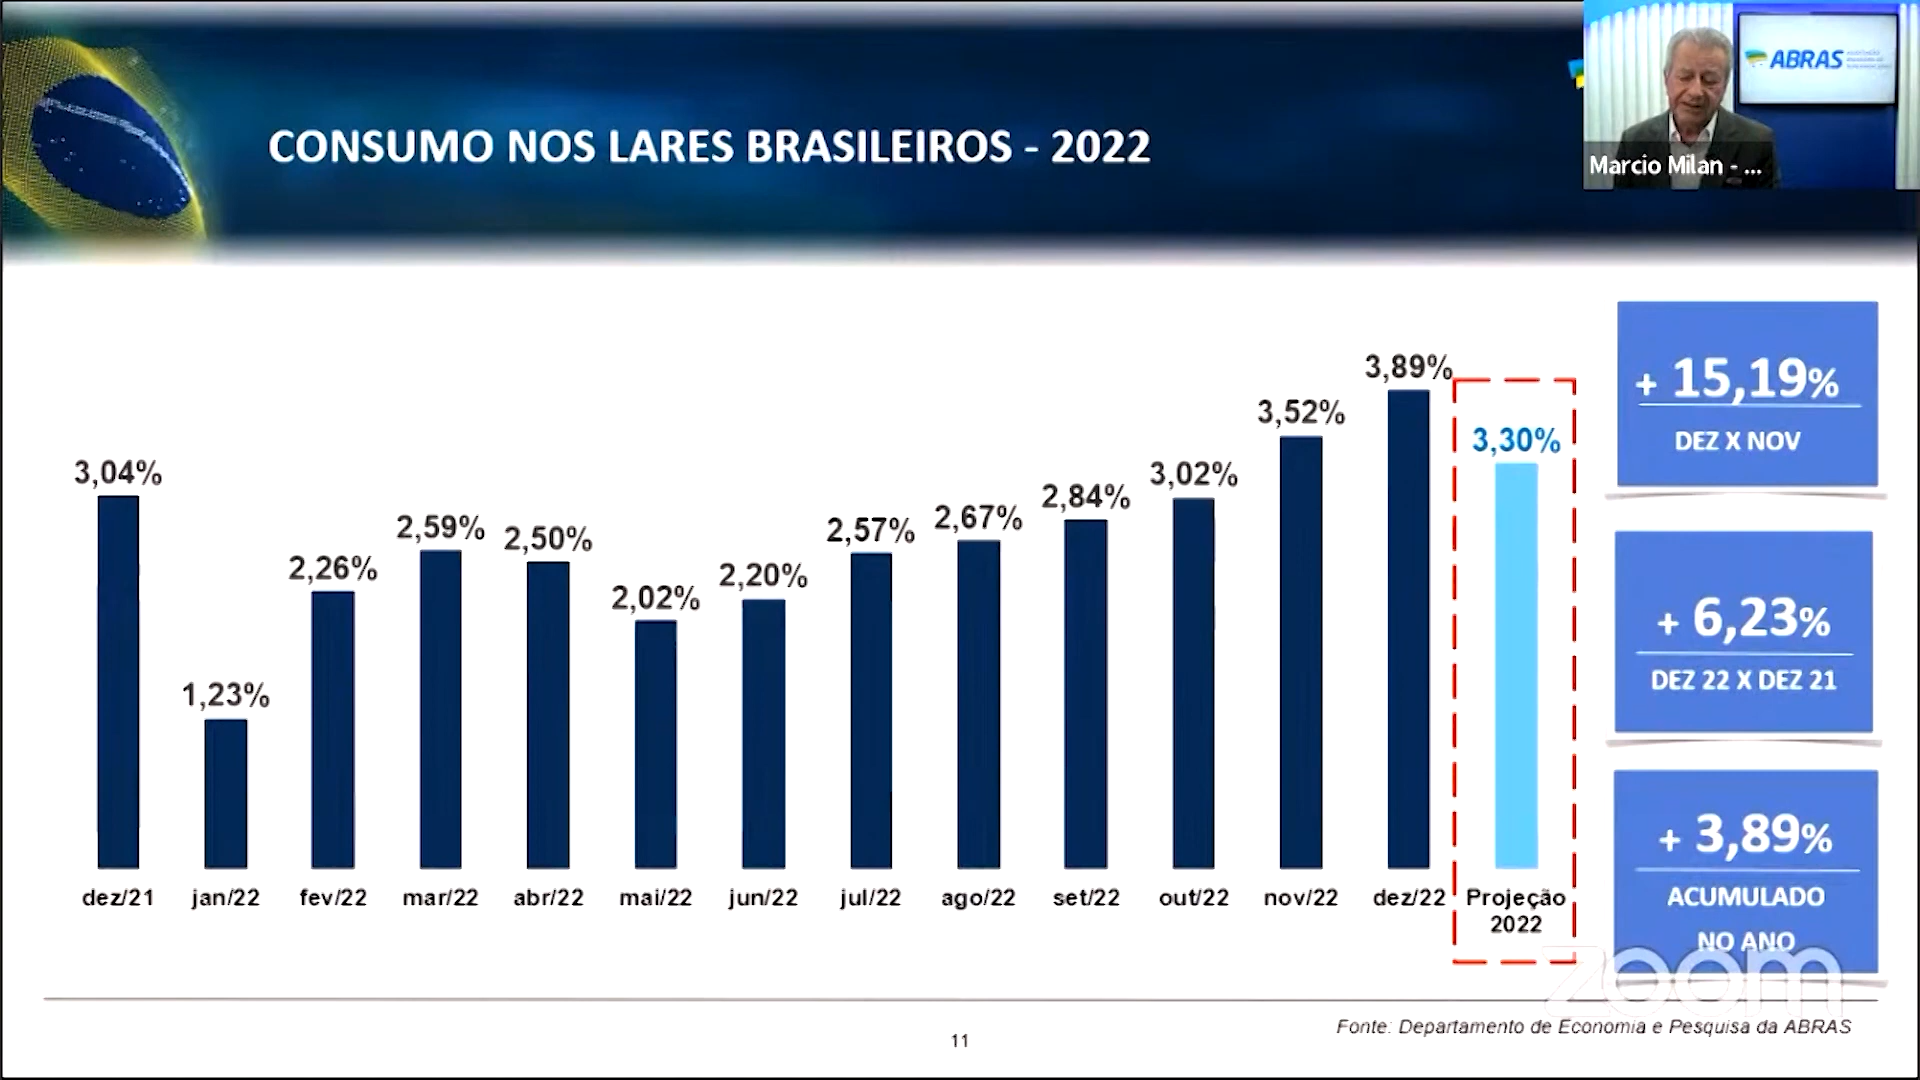 CONSUMO NOS LARES BRASILEIROS - 2022
ABRAS
Marcio Milan - ...
3,04%
1,23%
2,26%
2,59%
2,50%
2,02%
2,20%
2,57%
2,67%
2,84%
3,02%
3,52%
3,89%
3,30%
dez/21
jan/22
fev/22
mar/22
abr/22
mai/22
jun/22
jul/22
ago/22
set/22
out/22
nov/22
dez/22
Projeção
2022
+ 15,19%
DEZ X NOV
+ 6,23%
DEZ 22 X DEZ 21
+ 3,89%
ACUMULADO
NO ANO
zoom
Fonte: Departamento de Economia e Pesquisa da ABRAS
11